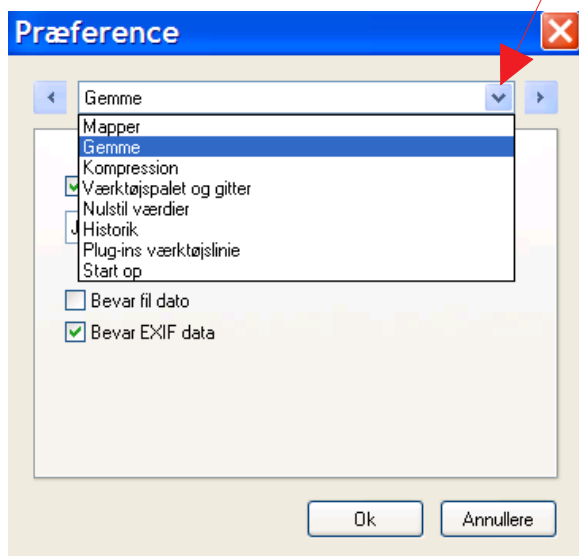 Præference
Gemme
Mapper
Gemme
Kompression
Værktøjspalet og gitter
Nulstil værdier
Historik
Plug-ins værktøjslinie
Start op
Bevar fil dato
Bevar EXIF data
Ok
Annullere